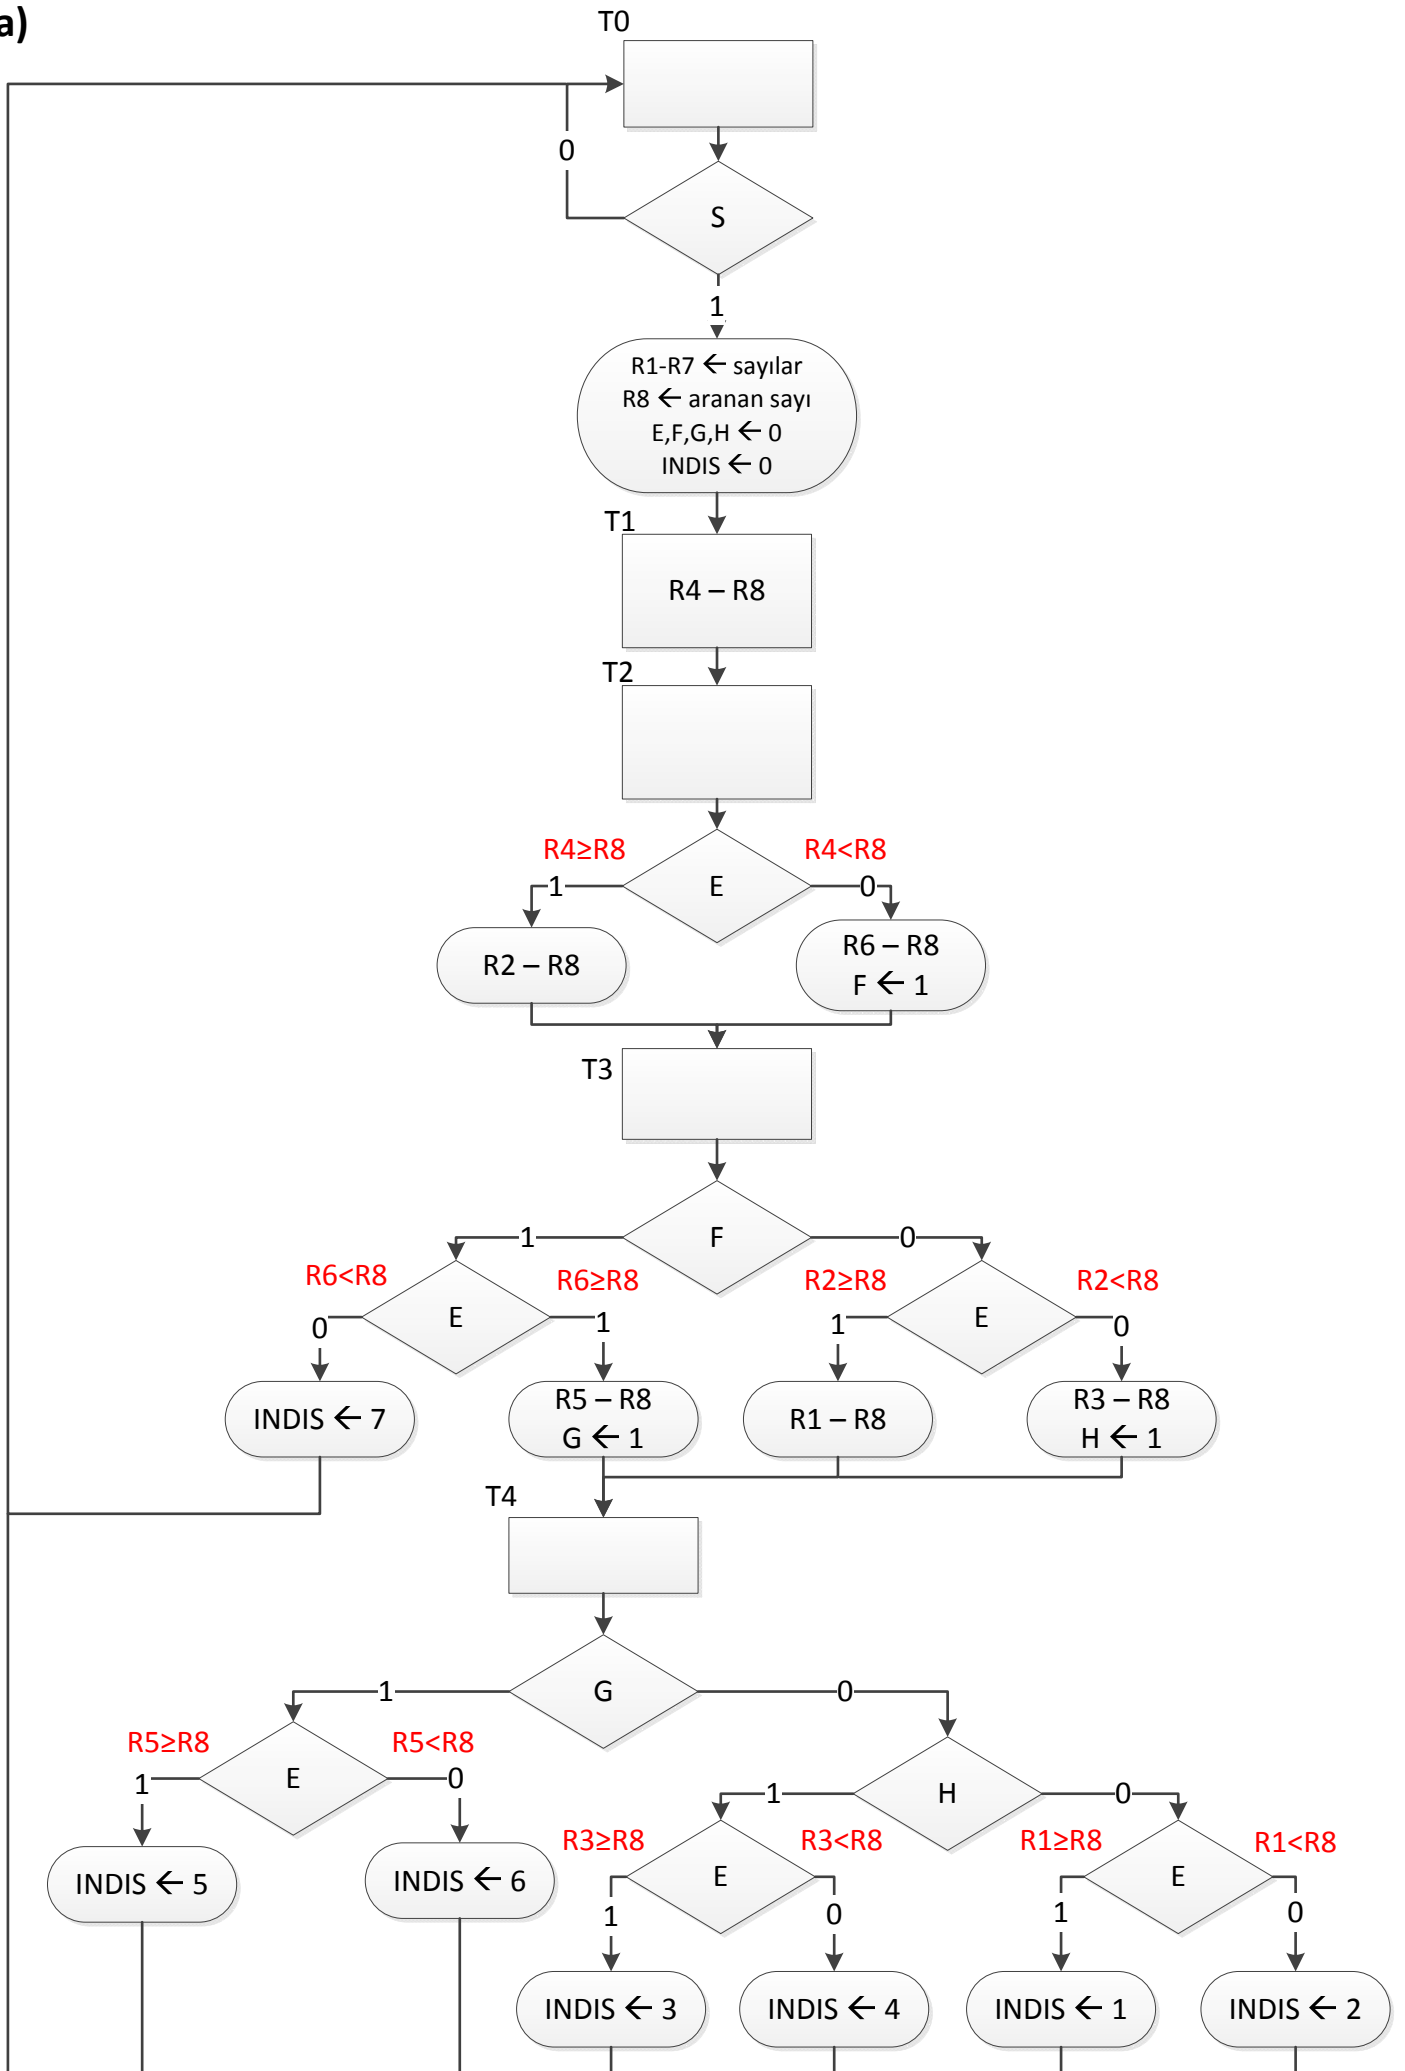 a)
T0
0
S
1
R1-R7 ← sayılar
R8 ← aranan sayı
E,F,G,H ← 0
INDIS ← 0
T1
R4 – R8
T2
R4≥R8
R4<R8
1
E
0
R2 – R8
R6 – R8
F ← 1
T3
1
F
0
R6<R8
R6≥R8
R2≥R8
R2<R8
0
E
1
1
E
0
INDIS ← 7
R5 – R8
G ← 1
R1 – R8
R3 – R8
H ← 1
T4
1
G
0
R5≥R8
R5<R8
1
E
0
1
H
0
R3≥R8
R3<R8
R1≥R8
R1<R8
INDIS ← 5
INDIS ← 6
E
E
1
0
1
0
INDIS ← 3
INDIS ← 4
INDIS ← 1
INDIS ← 2